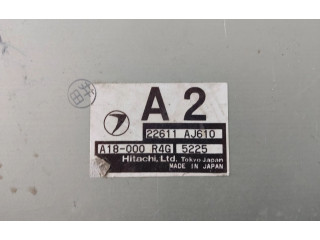 A 2
22611 AJ610
A18-000 R4G 5225
Hitachi, Ltd. Tokyo Japan
MADE IN JAPAN